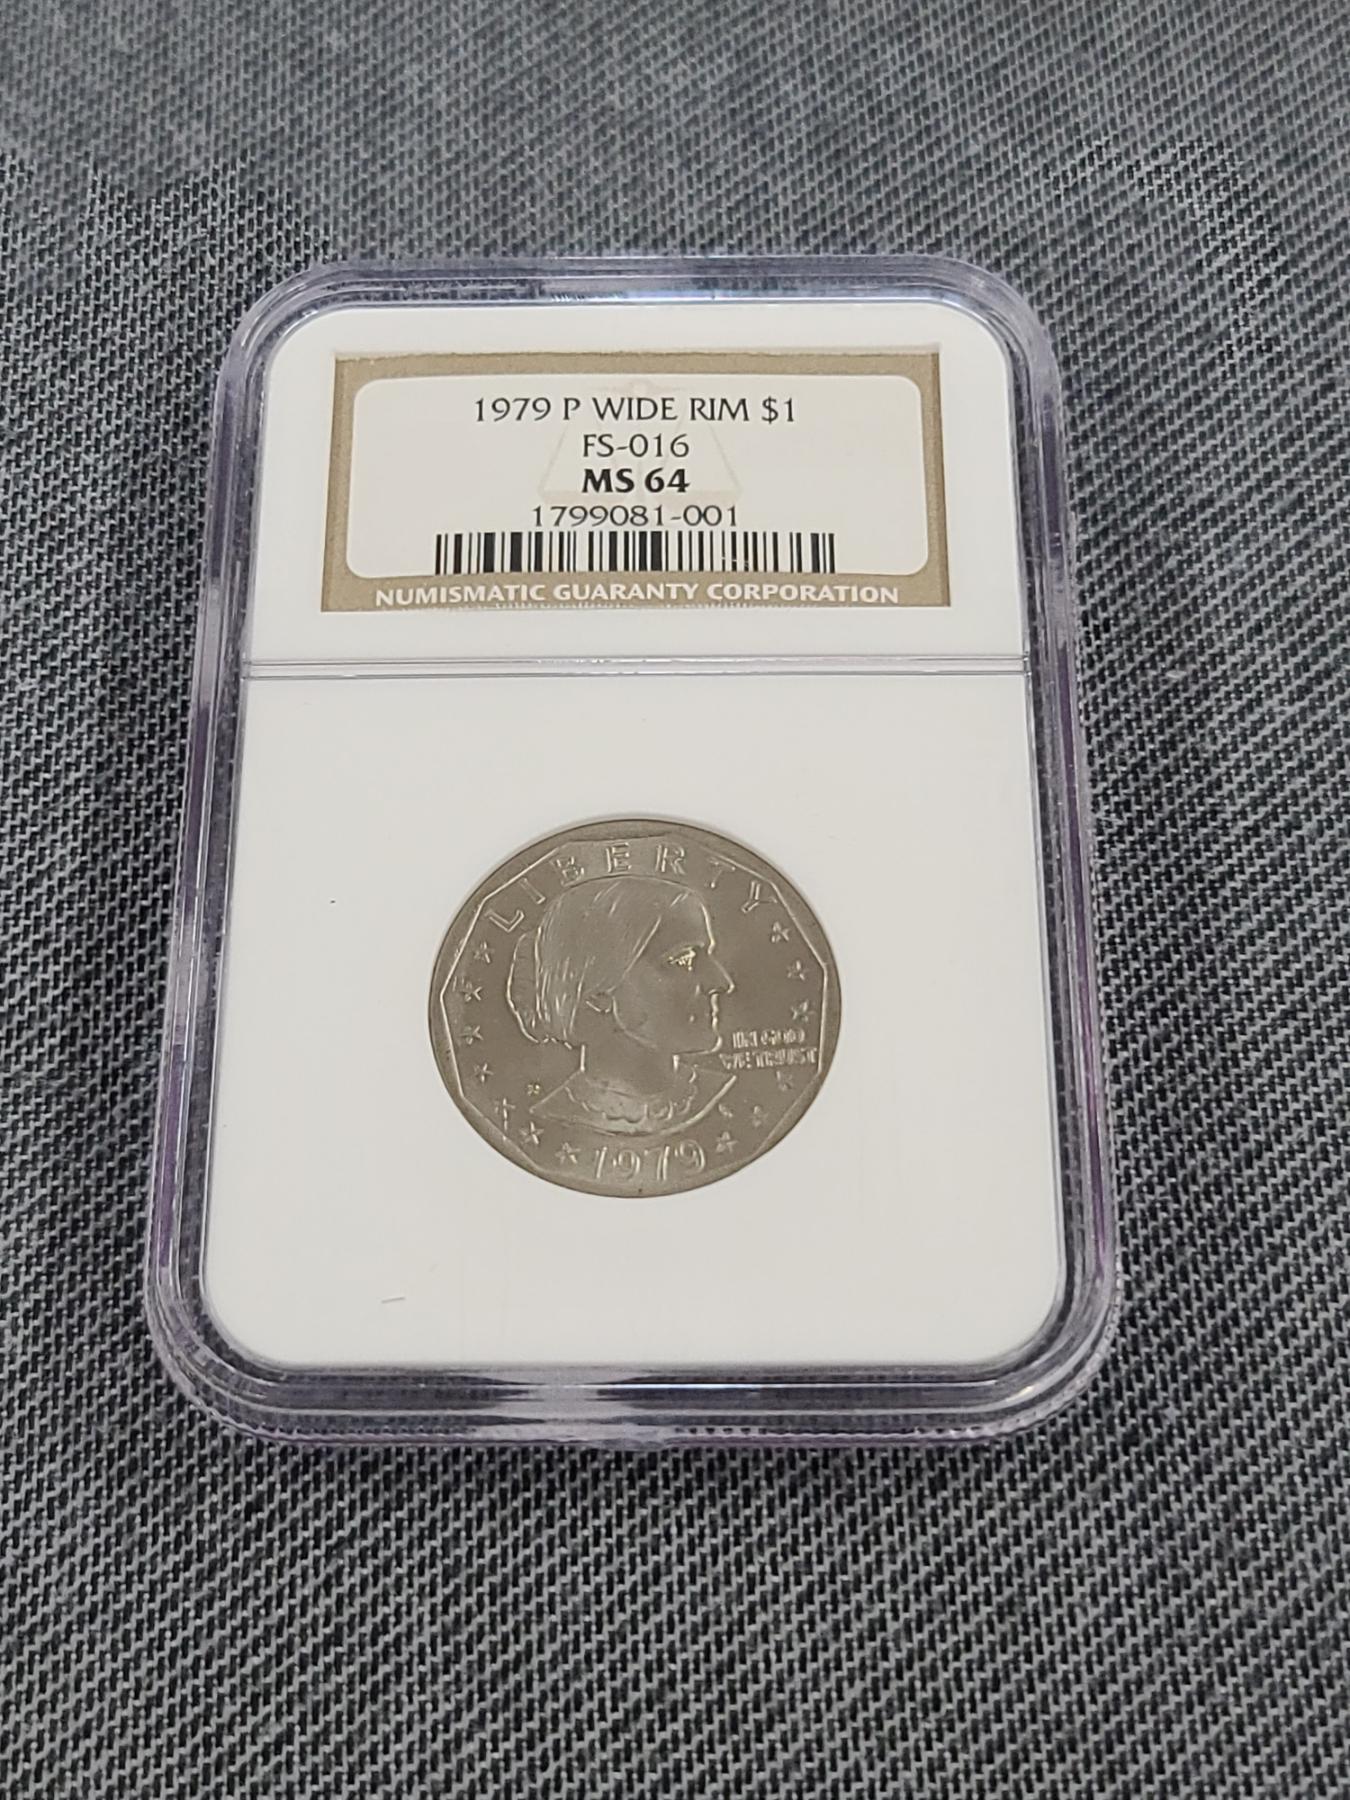 1979 P WIDE RIM $1
FS-016
MS 64
1799081-001
NUMISMATIC GUARANTY CORPORATION
LIBERTY
IN GOD
WE TRUST
1979